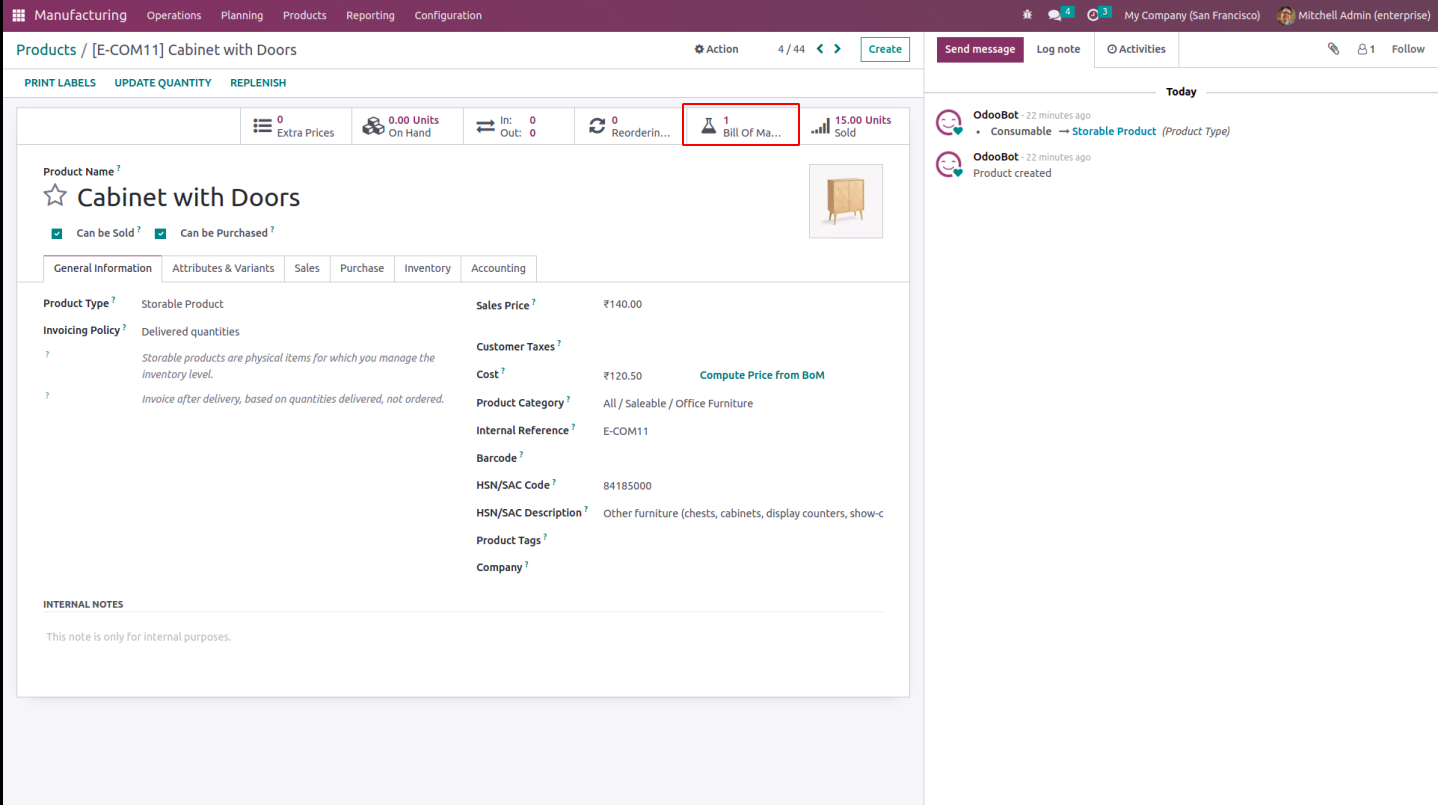 Manufacturing Operations Planning Products Reporting Configuration 4 3 My Company (San Francisco) Mitchell Admin (enterprise)
Products / [E-COM11] Cabinet with Doors Action 4 / 44 Create
PRINT LABELS UPDATE QUANTITY REPLENISH
0 Extra Prices
0.00 Units On Hand
In: 0
Out: 0
0 Reorderin...
1 Bill Of Ma...
15.00 Units Sold
Product Name ?
Cabinet with Doors
Can be Sold ? Can be Purchased ?
General Information Attributes & Variants Sales Purchase Inventory Accounting
Product Type ? Storable Product
Invoicing Policy ? Delivered quantities
? Storable products are physical items for which you manage the
inventory level.
? Invoice after delivery, based on quantities delivered, not ordered.
Sales Price ? ₹140.00
Customer Taxes ?
Cost ? ₹120.50 Compute Price from BoM
Product Category ? All / Saleable / Office Furniture
Internal Reference ? E-COM11
Barcode ?
HSN/SAC Code ? 84185000
HSN/SAC Description ? Other furniture (chests, cabinets, display counters, show-c
Product Tags ?
Company ?
INTERNAL NOTES
This note is only for internal purposes.
Send message Log note Activities 1 Follow
Today
OdooBot - 22 minutes ago
• Consumable → Storable Product (Product Type)
OdooBot - 22 minutes ago
Product created